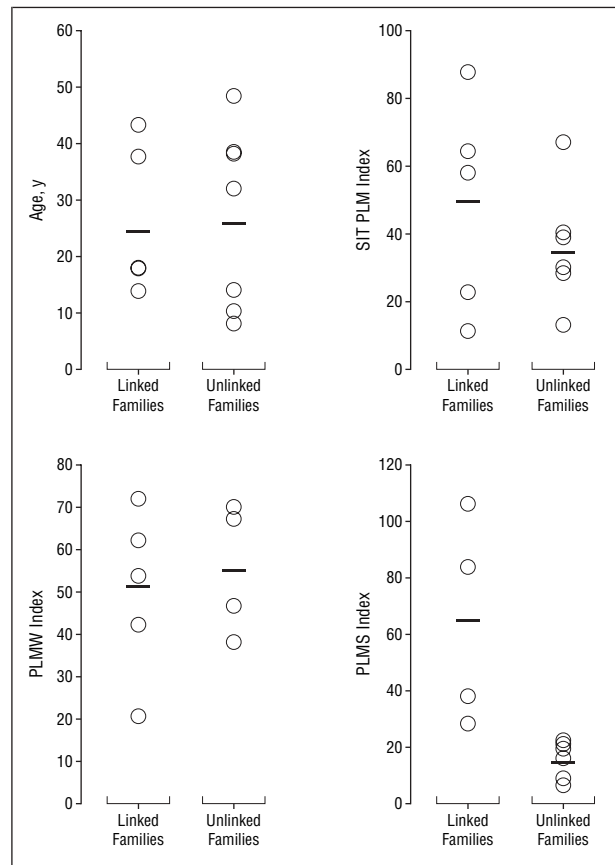 60
50
40
30
20
10
0
Age, y
Linked
Families
Unlinked
Families
100
80
60
40
20
0
SIT PLM Index
Linked
Families
Unlinked
Families
80
70
60
50
40
30
20
10
0
PLMW Index
Linked
Families
Unlinked
Families
120
100
80
60
40
20
0
PLMS Index
Linked
Families
Unlinked
Families